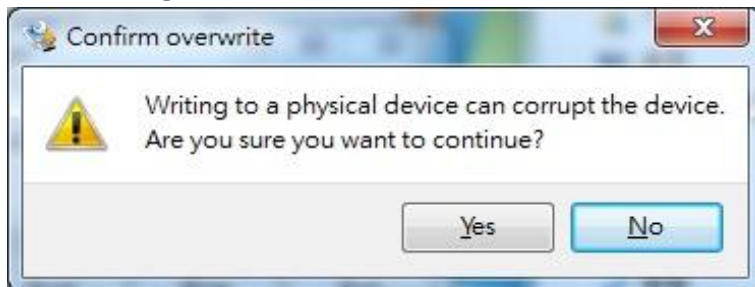 Confirm overwrite
Writing to a physical device can corrupt the device.
Are you sure you want to continue?
Yes
No